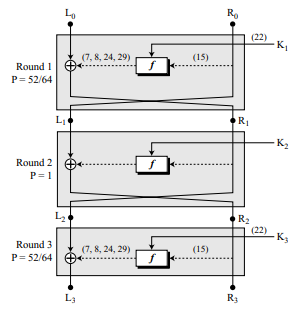 L0 R0
(22)
K1
(7, 8, 24, 29) (15)
Round 1
P = 52/64
f
L1 R1
K2
Round 2
P = 1
f
L2 R2
(22)
K3
Round 3
P = 52/64
(7, 8, 24, 29) (15)
f
L3 R3